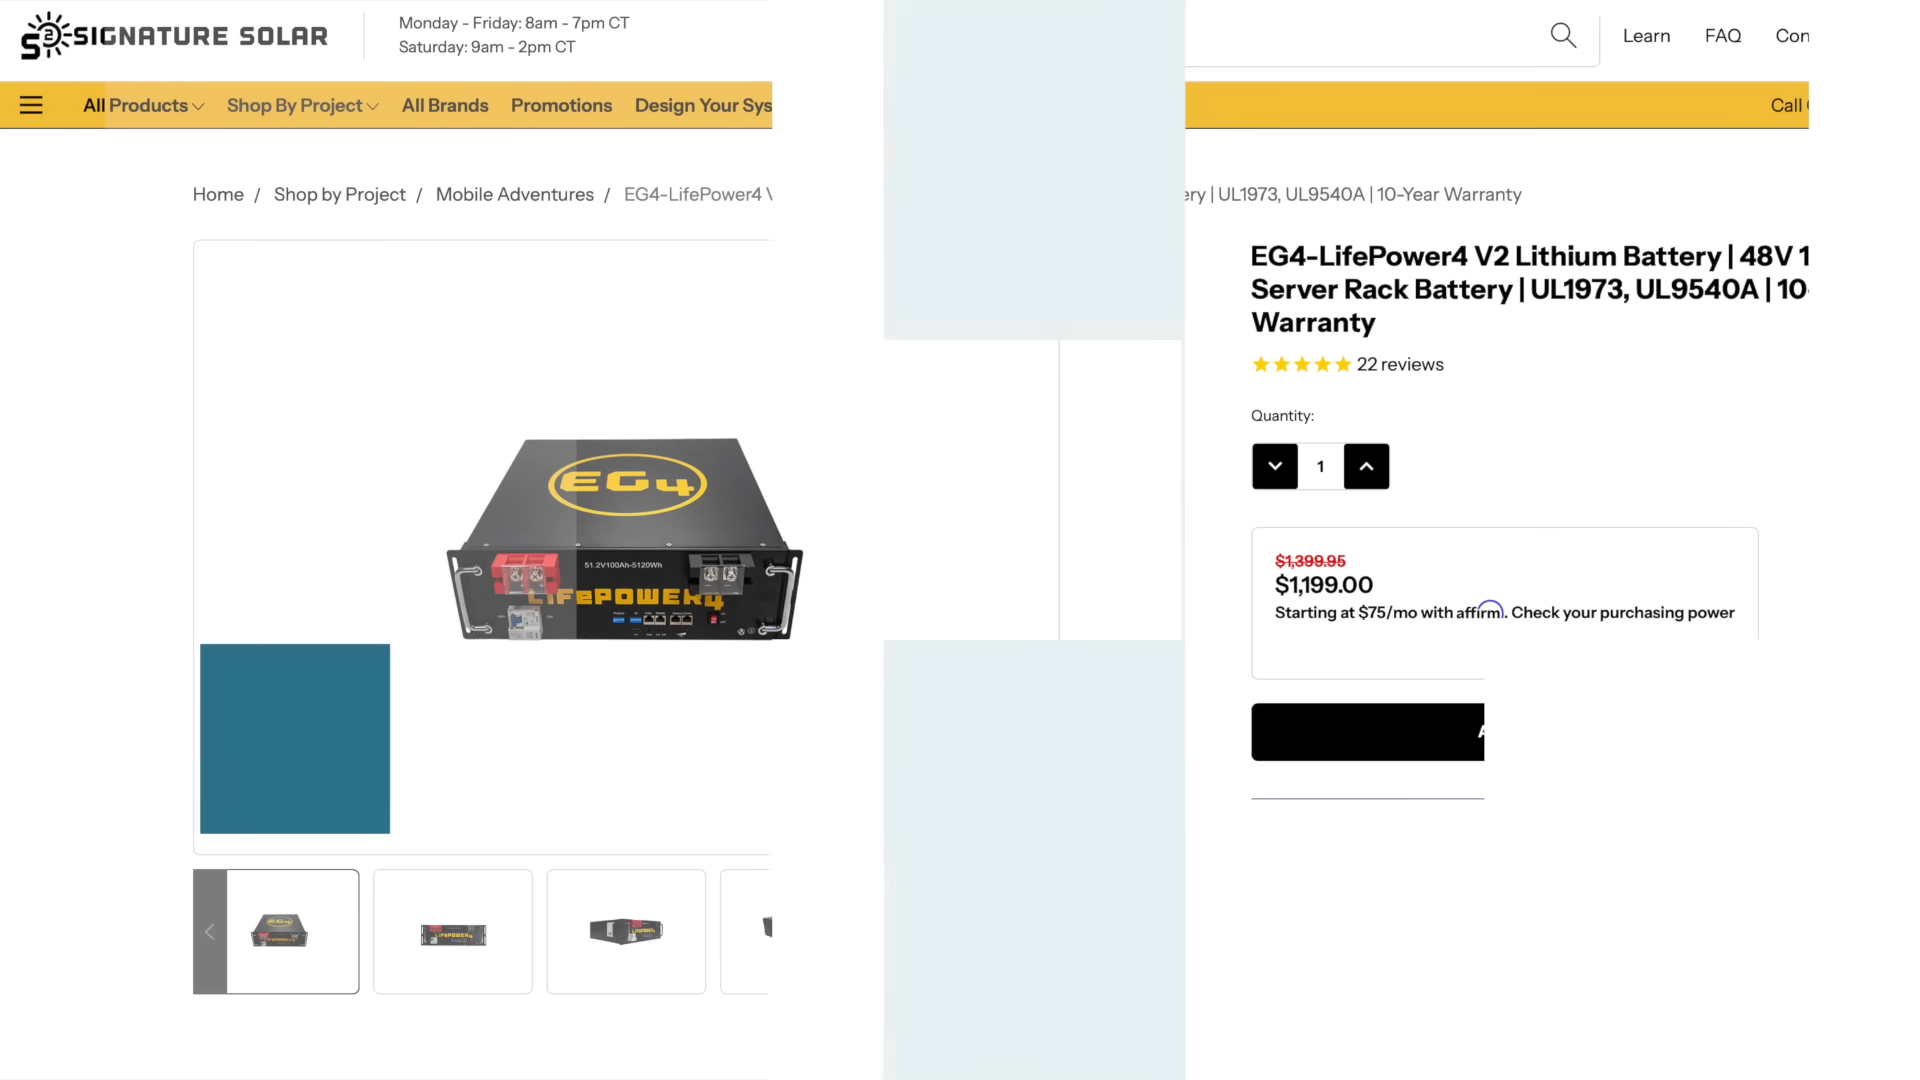 SIGNATURE SOLAR
Monday - Friday: 8am - 7pm CT
Saturday: 9am - 2pm CT
Learn FAQ Con
All Products Shop By Project All Brands Promotions Design Your Sys
Call
Home / Shop by Project / Mobile Adventures / EG4-LifePower4
ery | UL1973, UL9540A | 10-Year Warranty
EG4-LifePower4 V2 Lithium Battery | 48V 1
Server Rack Battery | UL1973, UL9540A | 10-
Warranty
22 reviews
Quantity:
1
$1,399.95
$1,199.00
Starting at $75/mo with affirm. Check your purchasing power
EG4
51.2V100Ah-5120Wh
LiFePOWER4
EG4
LiFePOWER4
LiFePOWER4